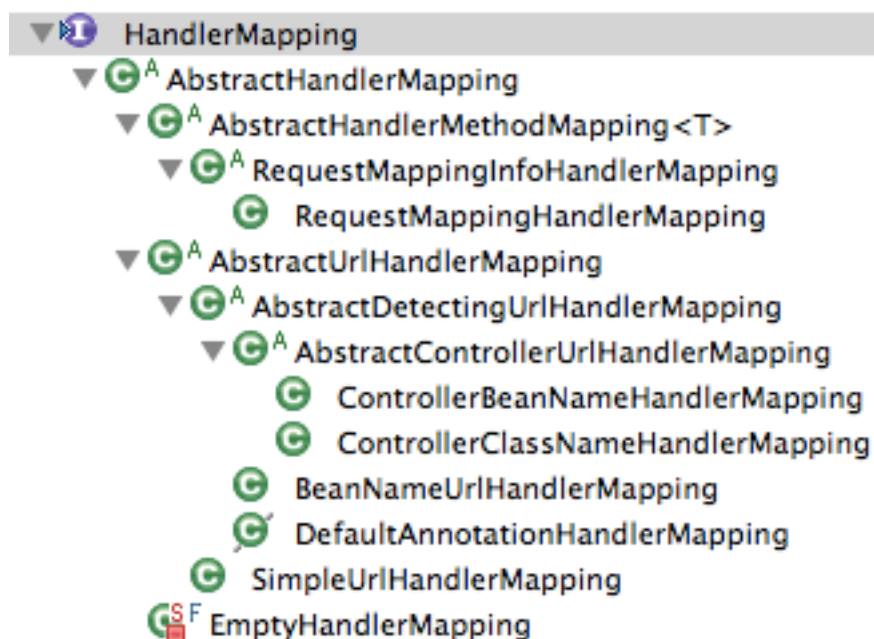 HandlerMapping
AbstractHandlerMapping
AbstractHandlerMethodMapping<T>
RequestMappingInfoHandlerMapping
RequestMappingHandlerMapping
AbstractUrlHandlerMapping
AbstractDetectingUrlHandlerMapping
AbstractControllerUrlHandlerMapping
ControllerBeanNameHandlerMapping
ControllerClassNameHandlerMapping
BeanNameUrlHandlerMapping
DefaultAnnotationHandlerMapping
SimpleUrlHandlerMapping
EmptyHandlerMapping